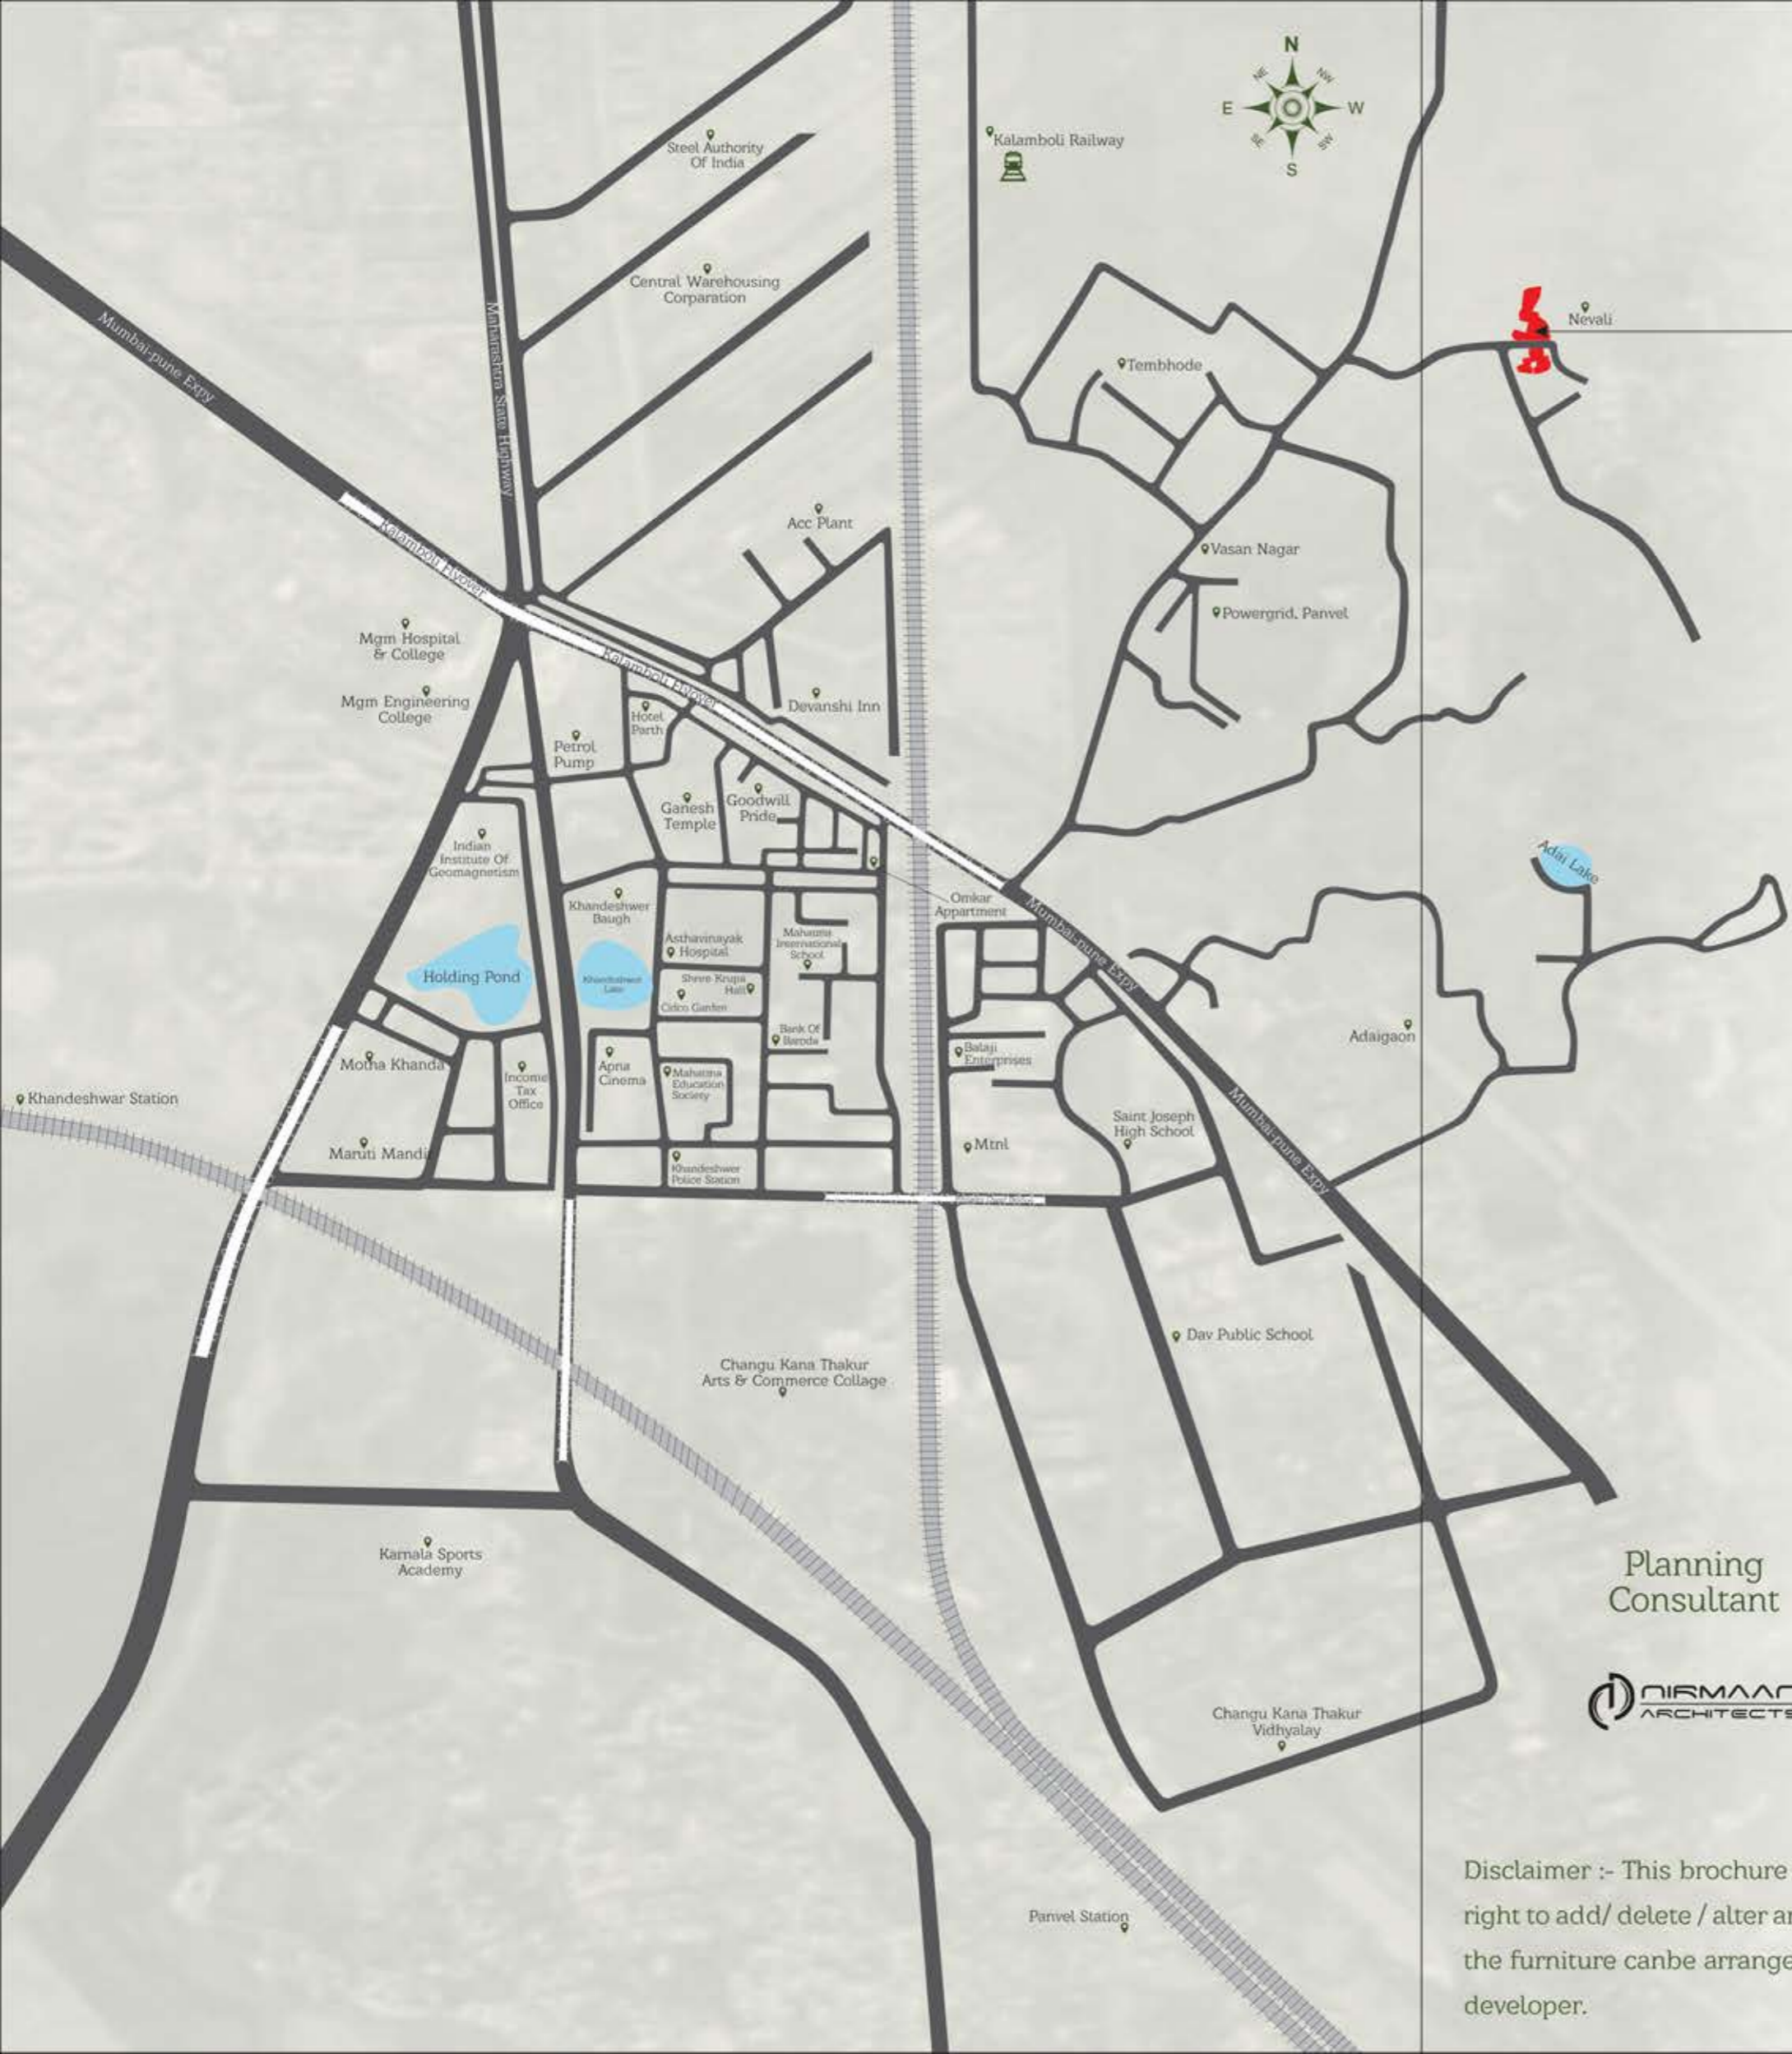 N
NE
NW
E
W
SE
SW
S
Steel Authority
Of India
Kalamboli Railway
Central Warehousing
Corparation
Mumbai-pune Expy
Maharashtra State Highway
Nevali
Tembhode
Kalamboli Flyover
Acc Plant
Vasan Nagar
Powergrid, Panvel
Mgm Hospital
& College
Kalamboli Flyover
Mgm Engineering
College
Devanshi Inn
Hotel
Parth
Petrol
Pump
Ganesh
Temple
Goodwill
Pride
Indian
Institute Of
Geomagnetism
Adai Lake
Omkar
Appartment
Khandeshwer
Baugh
Mumbai-pune Expy
Asthavinayak
Hospital
Mahatma
International
School
Holding Pond
Khandeshwer
Lake
Shree Krupa
Hall
Cidco Garden
Bank Of
Baroda
Adaigaon
Balaji
Enterprises
Motha Khanda
Apna
Cinema
Income
Tax
Office
Mahatma
Education
Society
Khandeshwar Station
Mumbai-pune Expy
Saint Joseph
High School
Mtnl
Maruti Mandir
Khandeshwer
Police Station
Dav Public School
Changu Kana Thakur
Arts & Commerce Collage
Karnala Sports
Academy
Planning
Consultant
NIRMAAN
ARCHITECTS
Changu Kana Thakur
Vidhyalay
Panvel Station
Disclaimer :- This brochure
right to add/ delete / alter an
the furniture canbe arrange
developer.